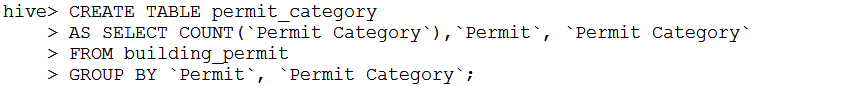 hive> CREATE TABLE permit_category
    > AS SELECT COUNT(`Permit Category`),`Permit`, `Permit Category`
    > FROM building_permit
    > GROUP BY `Permit`, `Permit Category`;